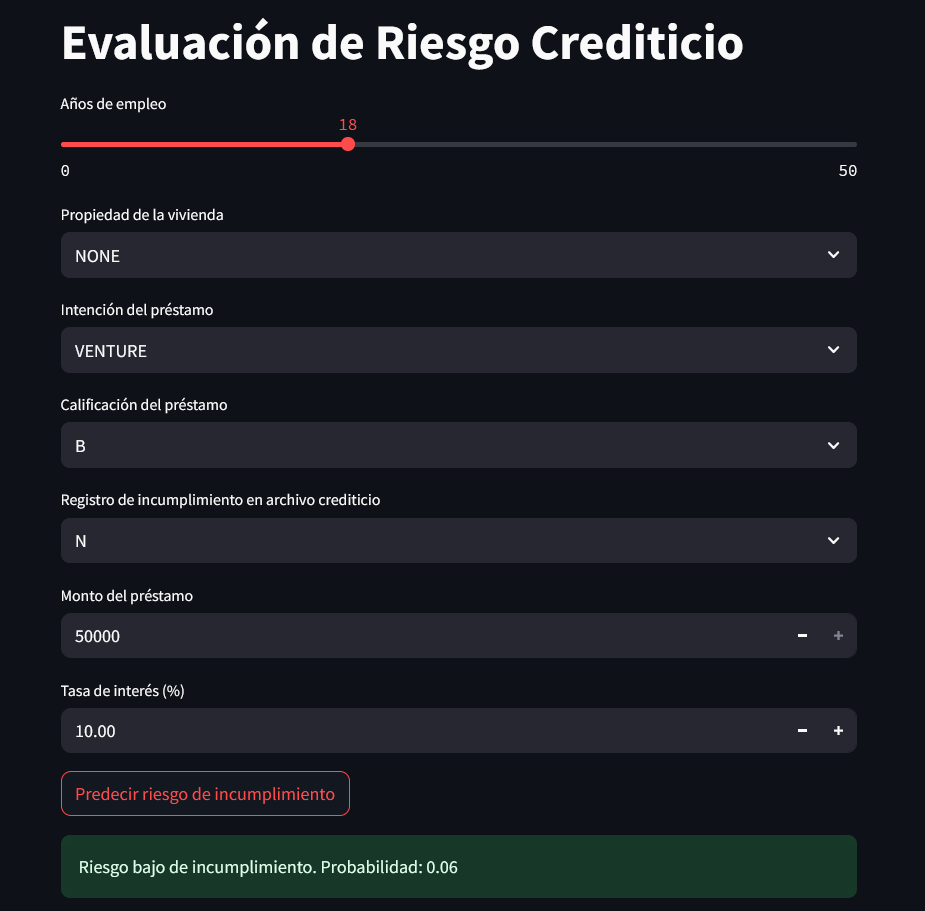 Evaluación de Riesgo Crediticio
Años de empleo
18
0 50
Propiedad de la vivienda
NONE
Intención del préstamo
VENTURE
Calificación del préstamo
B
Registro de incumplimiento en archivo crediticio
N
Monto del préstamo
50000
Tasa de interés (%)
10.00
Predecir riesgo de incumplimiento
Riesgo bajo de incumplimiento. Probabilidad: 0.06